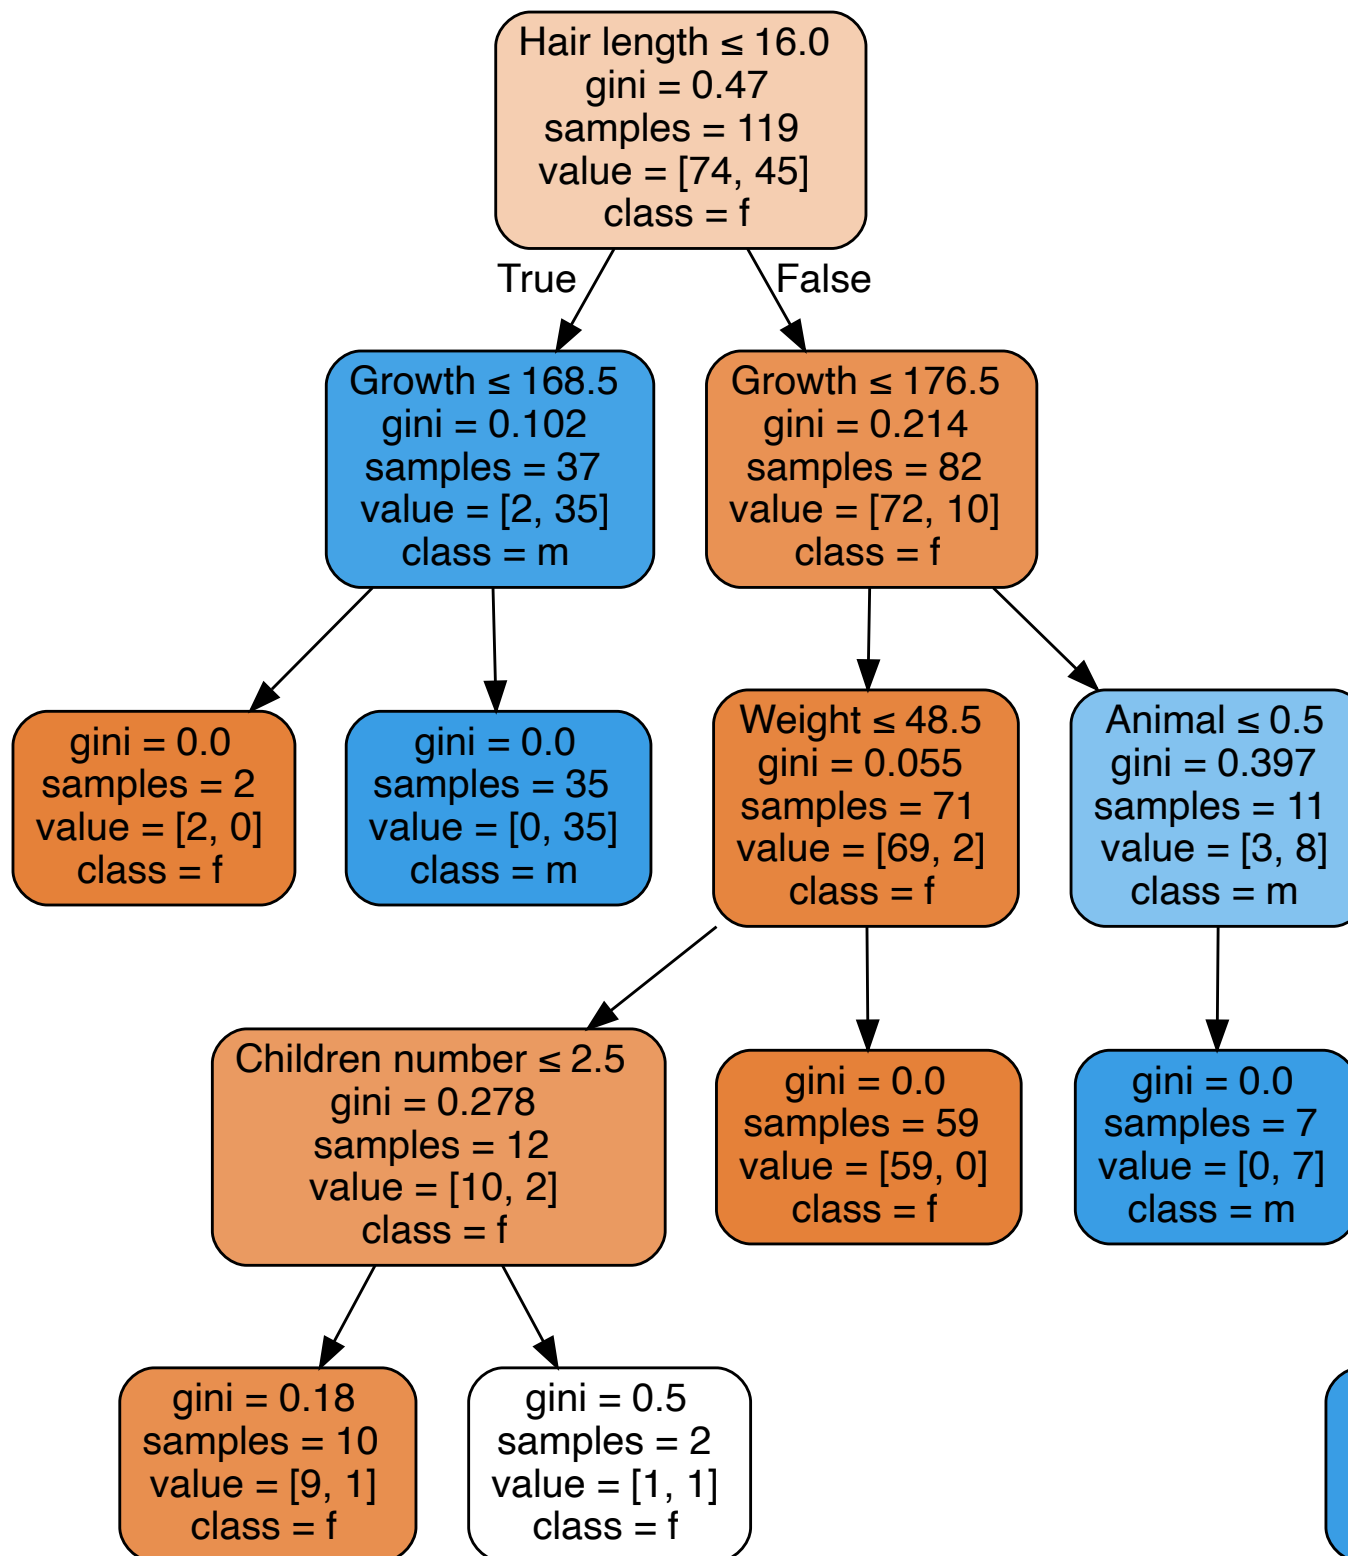 Hair length ≤ 16.0
gini = 0.47
samples = 119
value = [74, 45]
class = f
True
False
Growth ≤ 168.5
gini = 0.102
samples = 37
value = [2, 35]
class = m
Growth ≤ 176.5
gini = 0.214
samples = 82
value = [72, 10]
class = f
gini = 0.0
samples = 2
value = [2, 0]
class = f
gini = 0.0
samples = 35
value = [0, 35]
class = m
Weight ≤ 48.5
gini = 0.055
samples = 71
value = [69, 2]
class = f
Animal ≤ 0.5
gini = 0.397
samples = 11
value = [3, 8]
class = m
Children number ≤ 2.5
gini = 0.278
samples = 12
value = [10, 2]
class = f
gini = 0.0
samples = 59
value = [59, 0]
class = f
gini = 0.0
samples = 7
value = [0, 7]
class = m
gini = 0.18
samples = 10
value = [9, 1]
class = f
gini = 0.5
samples = 2
value = [1, 1]
class = f